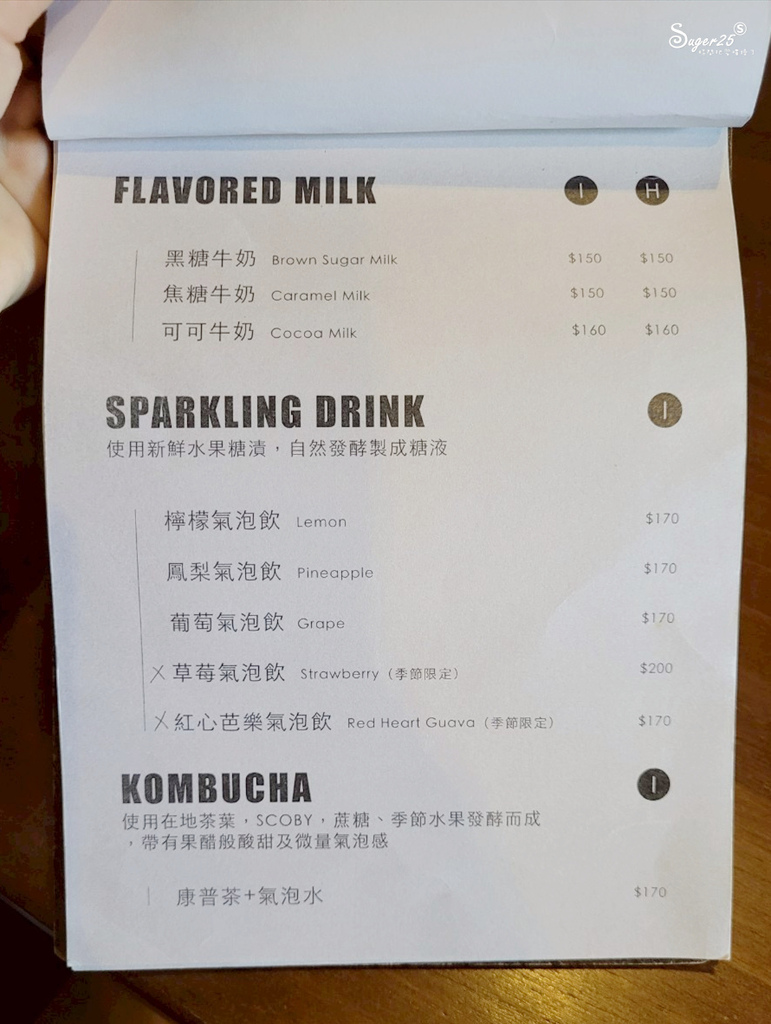 Suger25 S
FLAVORED MILK I H
黑糖牛奶 Brown Sugar Milk $150 $150
焦糖牛奶 Caramel Milk $150 $150
可可牛奶 Cocoa Milk $160 $160
SPARKLING DRINK I
使用新鮮水果糖漬，自然發酵製成糖液
檸檬氣泡飲 Lemon $170
鳳梨氣泡飲 Pineapple $170
葡萄氣泡飲 Grape $170
X 草莓氣泡飲 Strawberry（季節限定） $200
X 紅心芭樂氣泡飲 Red Heart Guava（季節限定） $170
KOMBUCHA I
使用在地茶葉，SCOBY，蔗糖、季節水果發酵而成
，帶有果醋般酸甜及微量氣泡感
康普茶+氣泡水 $170